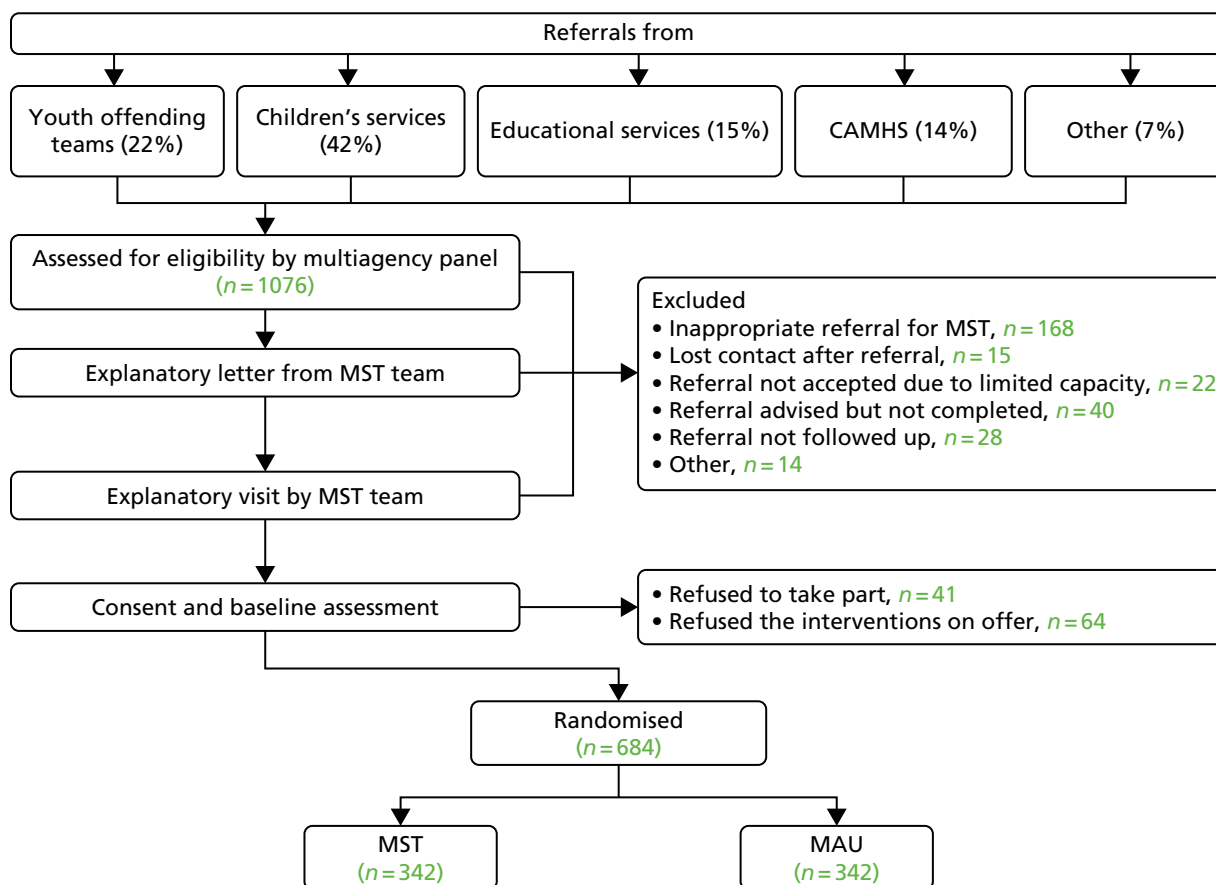 Referrals from
Youth offending
teams (22%)
Children's services
(42%)
Educational services (15%)
CAMHS (14%)
Other (7%)
Assessed for eligibility by multiagency panel
(n = 1076)
Explanatory letter from MST team
Explanatory visit by MST team
Excluded
• Inappropriate referral for MST, n = 168
• Lost contact after referral, n = 15
• Referral not accepted due to limited capacity, n = 22
• Referral advised but not completed, n = 40
• Referral not followed up, n = 28
• Other, n = 14
Consent and baseline assessment
• Refused to take part, n = 41
• Refused the interventions on offer, n = 64
Randomised
(n = 684)
MST
(n = 342)
MAU
(n = 342)